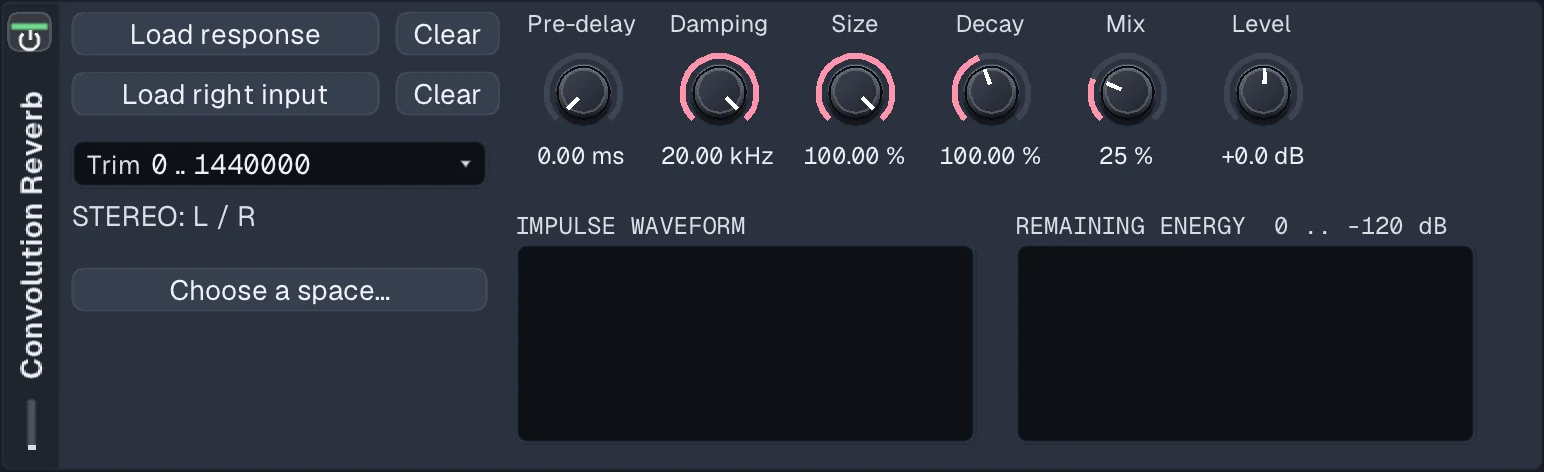 Convolution Reverb
Load response Clear
Load right input Clear
Trim 0 .. 1440000
STEREO: L / R
Choose a space...
Pre-delay Damping Size Decay Mix Level
0.00 ms 20.00 kHz 100.00 % 100.00 % 25 % +0.0 dB
IMPULSE WAVEFORM
REMAINING ENERGY 0 .. -120 dB